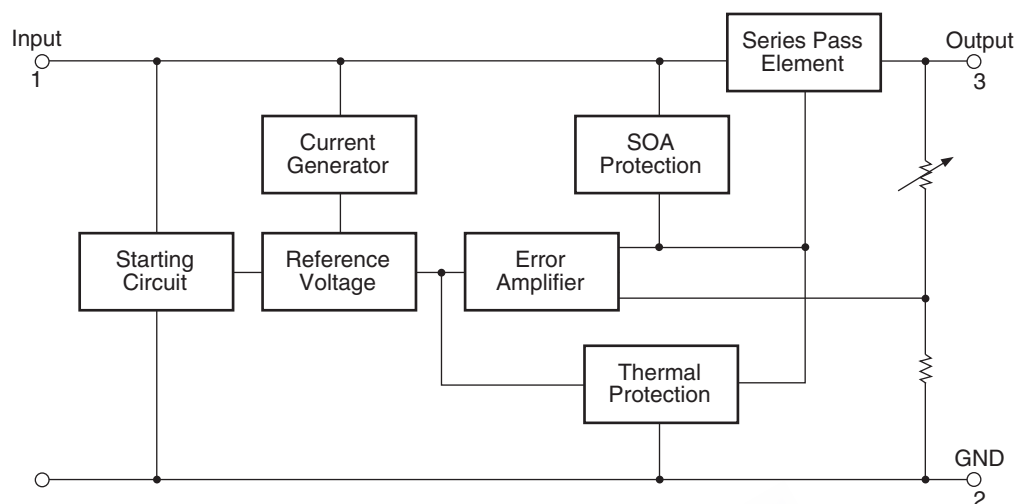 Input
1
Series Pass
Element
Output
3
Current
Generator
SOA
Protection
Starting
Circuit
Reference
Voltage
Error
Amplifier
Thermal
Protection
GND
2